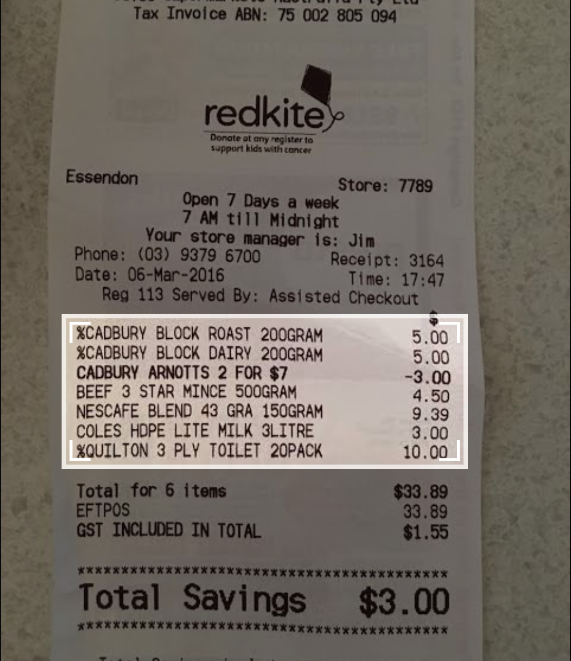 Tax Invoice ABN: 75 002 805 094
redkite
Donate at any register to
support kids with cancer
Essendon Store: 7789
Open 7 Days a week
7 AM till Midnight
Your store manager is: Jim
Phone: (03) 9379 6700 Receipt: 3164
Date: 06-Mar-2016 Time: 17:47
Reg 113 Served By: Assisted Checkout
$
%CADBURY BLOCK ROAST 200GRAM 5.00
%CADBURY BLOCK DAIRY 200GRAM 5.00
CADBURY ARNOTTS 2 FOR $7 -3.00
BEEF 3 STAR MINCE 500GRAM 4.50
NESCAFE BLEND 43 GRA 150GRAM 9.39
COLES HDPE LITE MILK 3LITRE 3.00
%QUILTON 3 PLY TOILET 20PACK 10.00
Total for 6 items $33.89
EFTPOS 33.89
GST INCLUDED IN TOTAL $1.55
****************************************
Total Savings $3.00
****************************************